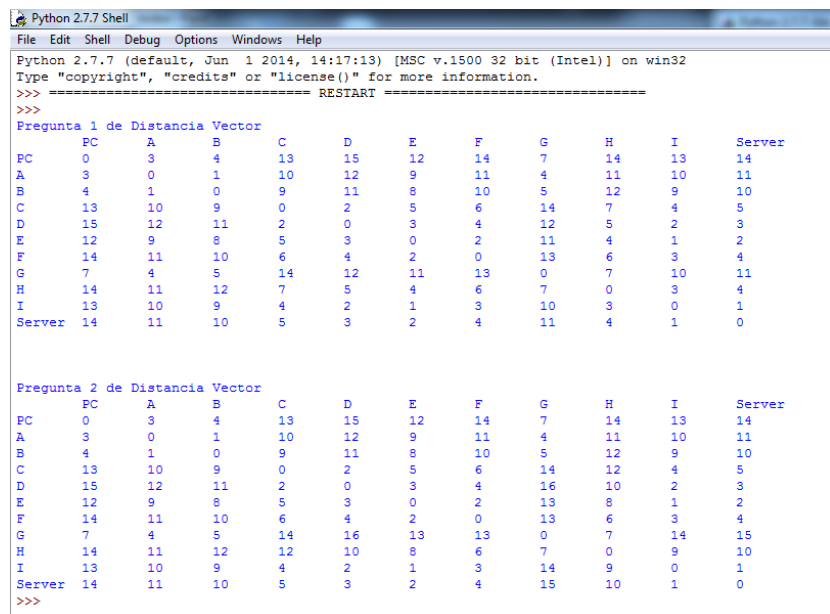 Python 2.7.7 Shell
File Edit Shell Debug Options Windows Help
Python 2.7.7 (default, Jun  1 2014, 14:17:13) [MSC v.1500 32 bit (Intel)] on win32
Type "copyright", "credits" or "license()" for more information.
>>> ================================ RESTART ================================
>>>
Pregunta 1 de Distancia Vector
PC A B C D E F G H I Server
PC 0 3 4 13 15 12 14 7 14 13 14
A 3 0 1 10 12 9 11 4 11 10 11
B 4 1 0 9 11 8 10 5 12 9 10
C 13 10 9 0 2 5 6 14 7 4 5
D 15 12 11 2 0 3 4 12 5 2 3
E 12 9 8 5 3 0 2 11 4 1 2
F 14 11 10 6 4 2 0 13 6 3 4
G 7 4 5 14 12 11 13 0 7 10 11
H 14 11 12 7 5 4 6 7 0 3 4
I 13 10 9 4 2 1 3 10 3 0 1
Server 14 11 10 5 3 2 4 11 4 1 0
Pregunta 2 de Distancia Vector
PC A B C D E F G H I Server
PC 0 3 4 13 15 12 14 7 14 13 14
A 3 0 1 10 12 9 11 4 11 10 11
B 4 1 0 9 11 8 10 5 12 9 10
C 13 10 9 0 2 5 6 14 12 4 5
D 15 12 11 2 0 3 4 16 10 2 3
E 12 9 8 5 3 0 2 13 8 1 2
F 14 11 10 6 4 2 0 13 6 3 4
G 7 4 5 14 16 13 13 0 7 14 15
H 14 11 12 12 10 8 6 7 0 9 10
I 13 10 9 4 2 1 3 14 9 0 1
Server 14 11 10 5 3 2 4 15 10 1 0
>>>